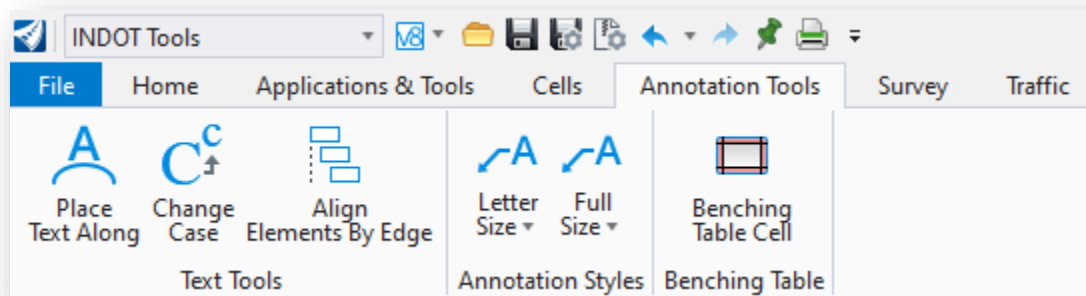 INDOT Tools
File Home Applications & Tools Cells Annotation Tools Survey Traffic
Place Text Along
Change Case
Align Elements By Edge
Letter Size
Full Size
Benching Table Cell
Text Tools Annotation Styles Benching Table